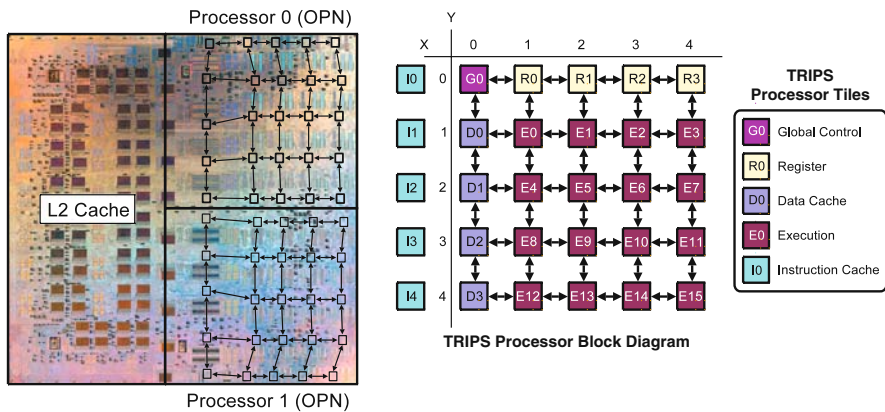 Processor 0 (OPN)
L2 Cache
Processor 1 (OPN)
Y
X 0 1 2 3 4
I0 0 G0 R0 R1 R2 R3
I1 1 D0 E0 E1 E2 E3
I2 2 D1 E4 E5 E6 E7
I3 3 D2 E8 E9 E10 E11
I4 4 D3 E12 E13 E14 E15
TRIPS Processor Block Diagram
TRIPS
Processor Tiles
G0 Global Control
R0 Register
D0 Data Cache
E0 Execution
I0 Instruction Cache